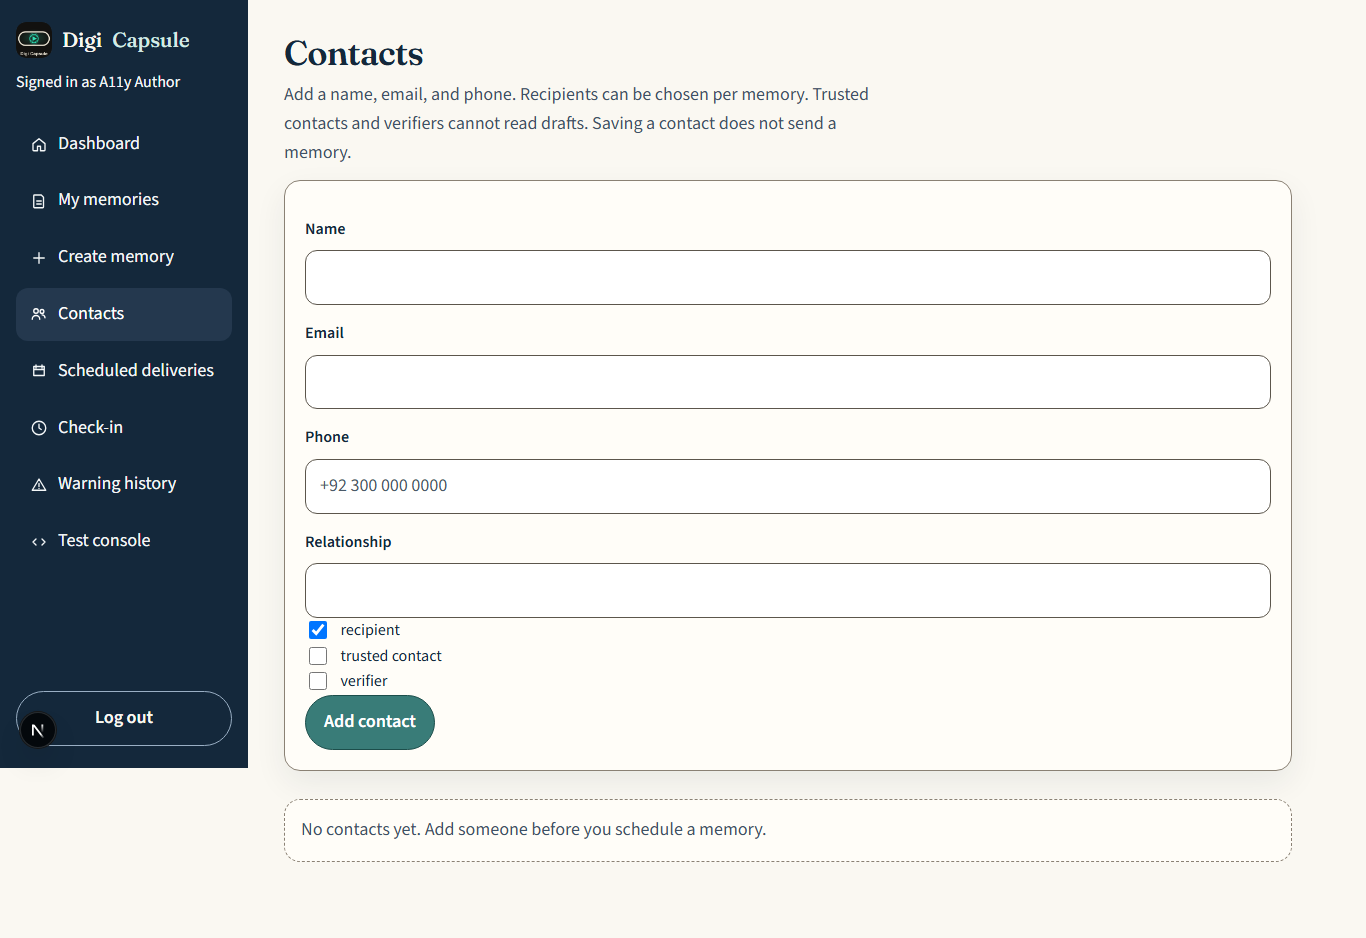 Digi Capsule
Digi Capsule
Signed in as A11y Author
Dashboard
My memories
Create memory
Contacts
Scheduled deliveries
Check-in
Warning history
Test console
Log out
N
Contacts
Add a name, email, and phone. Recipients can be chosen per memory. Trusted
contacts and verifiers cannot read drafts. Saving a contact does not send a
memory.
Name
Email
Phone
+92 300 000 0000
Relationship
recipient
trusted contact
verifier
Add contact
No contacts yet. Add someone before you schedule a memory.